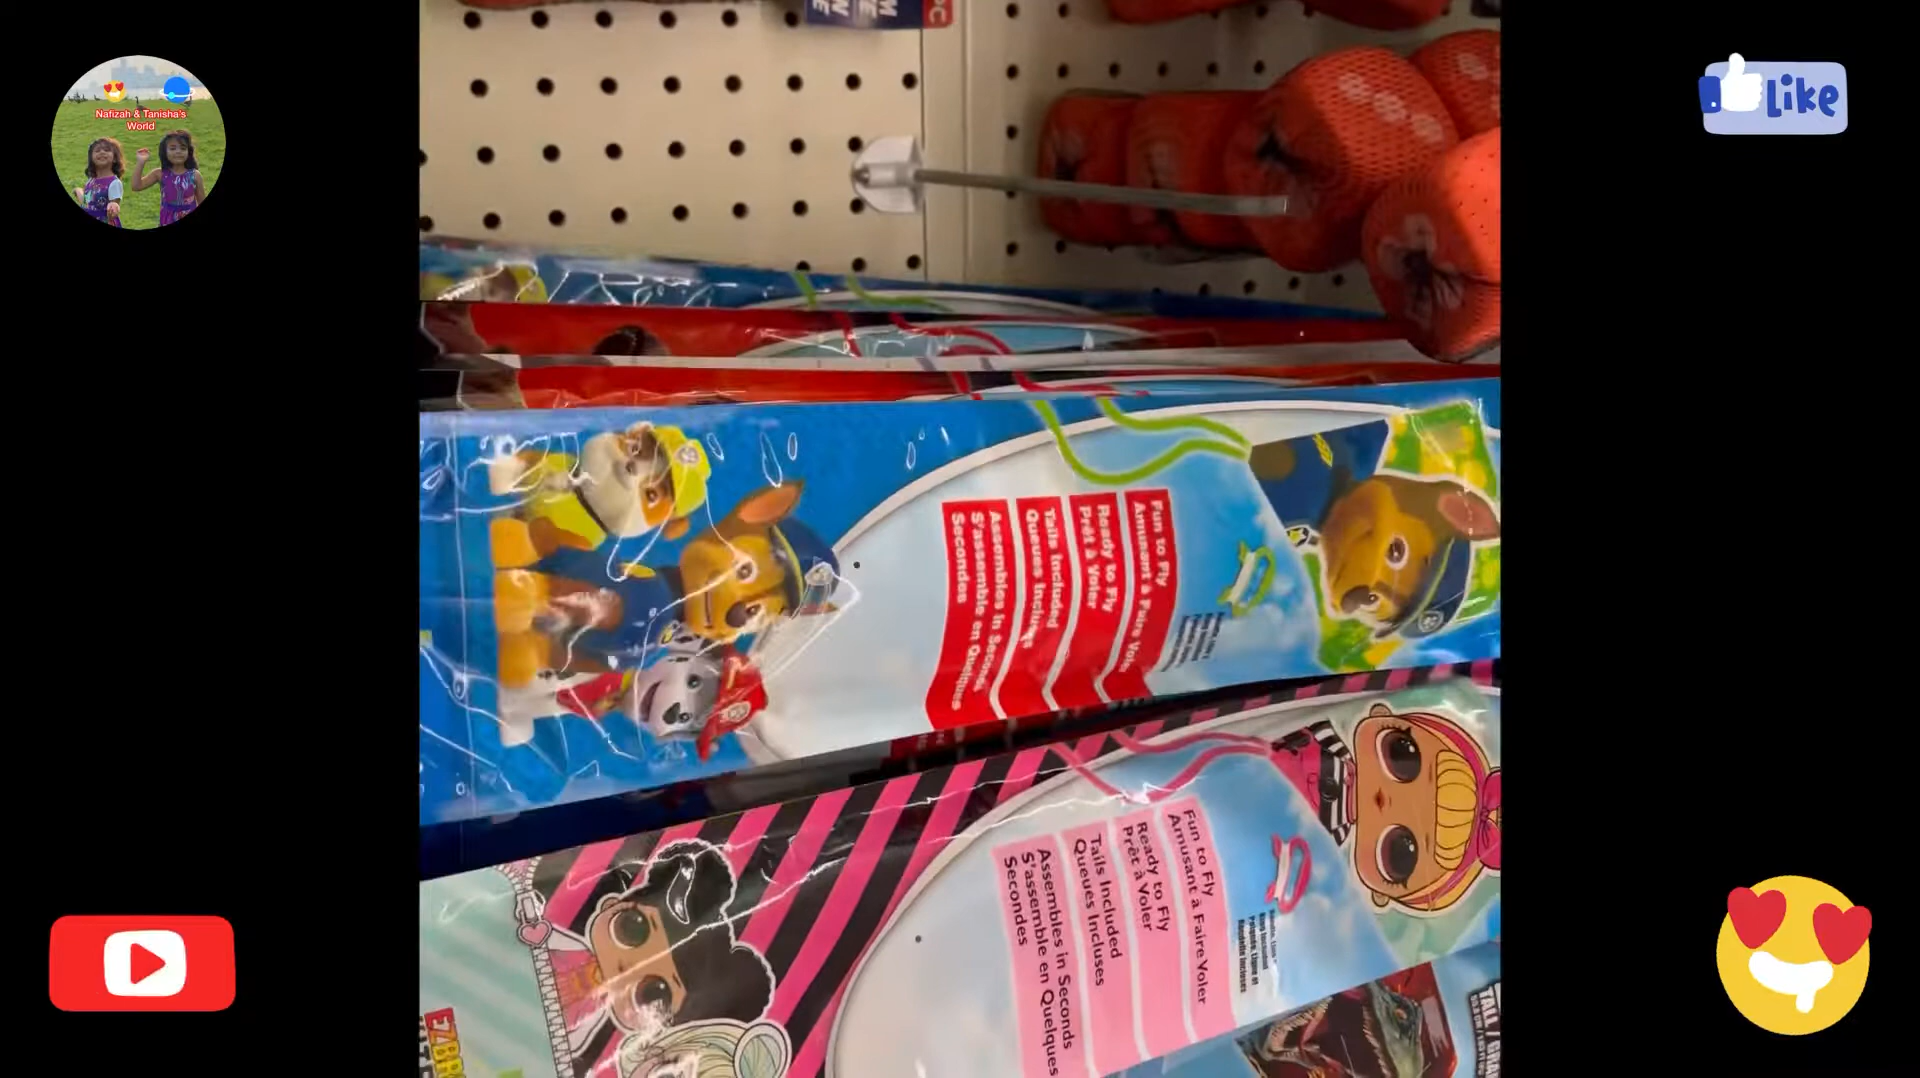 Nafizah & Tanisha's
World
Like
Fun to Fly
Amusant à Faire Voler
Ready to Fly
Prêt à Voler
Tails Included
Queues Incluses
Assembles in Seconds
S'assemble en Quelques
Secondes
Fun to Fly
Amusant à Faire Voler
Ready to Fly
Prêt à Voler
Tails Included
Queues Incluses
Assembles in Seconds
S'assemble en Quelques
Secondes
TALL /